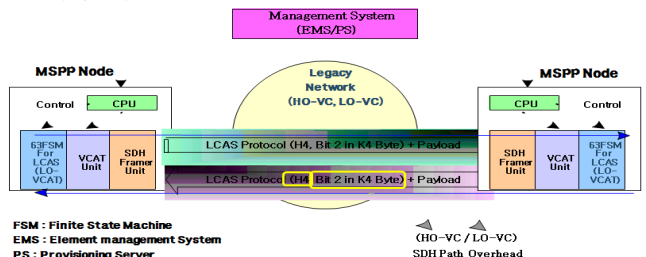 Management System
(EMS/PS)
MSPP Node
Legacy
Network
(HO-VC, LO-VC)
MSPP Node
Control
CPU
CPU
Control
63FSM
For
LCAS
(LO-
VCAT)
VCAT
Unit
SDH
Framer
Unit
LCAS Protocol (H4, Bit 2 in K4 Byte) + Payload
LCAS Protocol (H4, Bit 2 in K4 Byte) + Payload
SDH
Framer
Unit
VCAT
Unit
63FSM
For
LCAS
(LO-
VCAT)
FSM : Finite State Machine
EMS : Element management System
PS : Provisioning Server
(HO-VC / LO-VC)
SDH Path Overhead